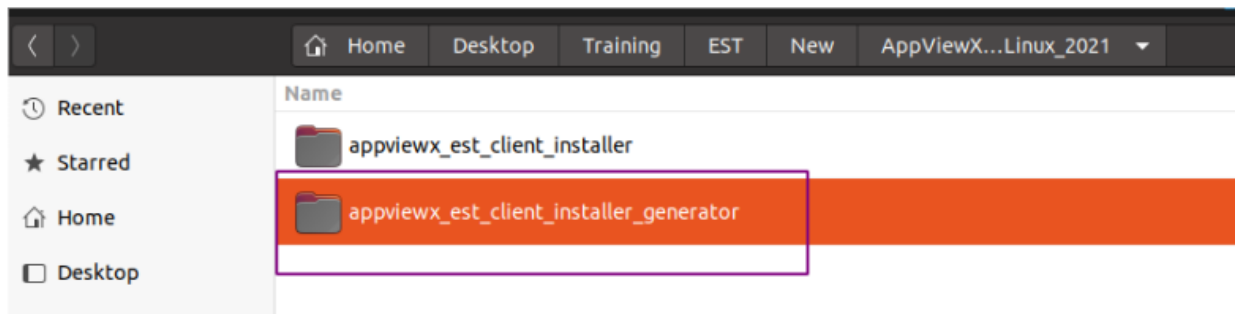 Home Desktop Training EST New AppViewX...Linux_2021
Recent
Starred
Home
Desktop
Name
appviewx_est_client_installer
appviewx_est_client_installer_generator